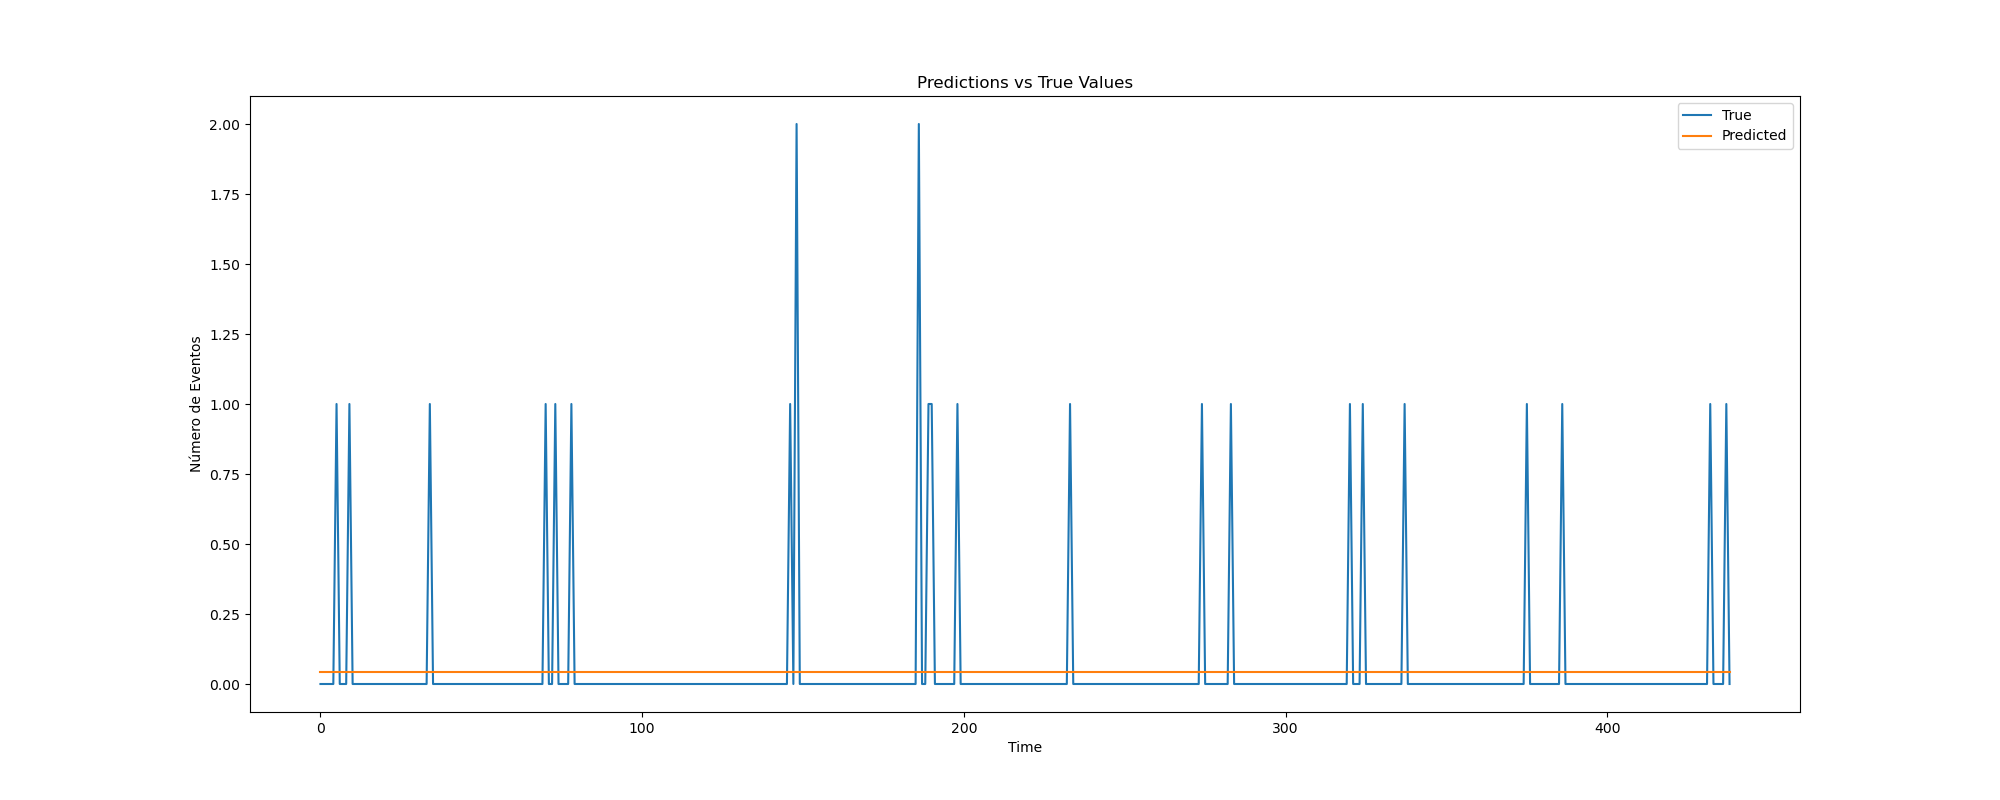 Predictions vs True Values
True
Predicted
2.00
1.75
1.50
1.25
1.00
0.75
0.50
0.25
0.00
Número de Eventos
0 100 200 300 400
Time